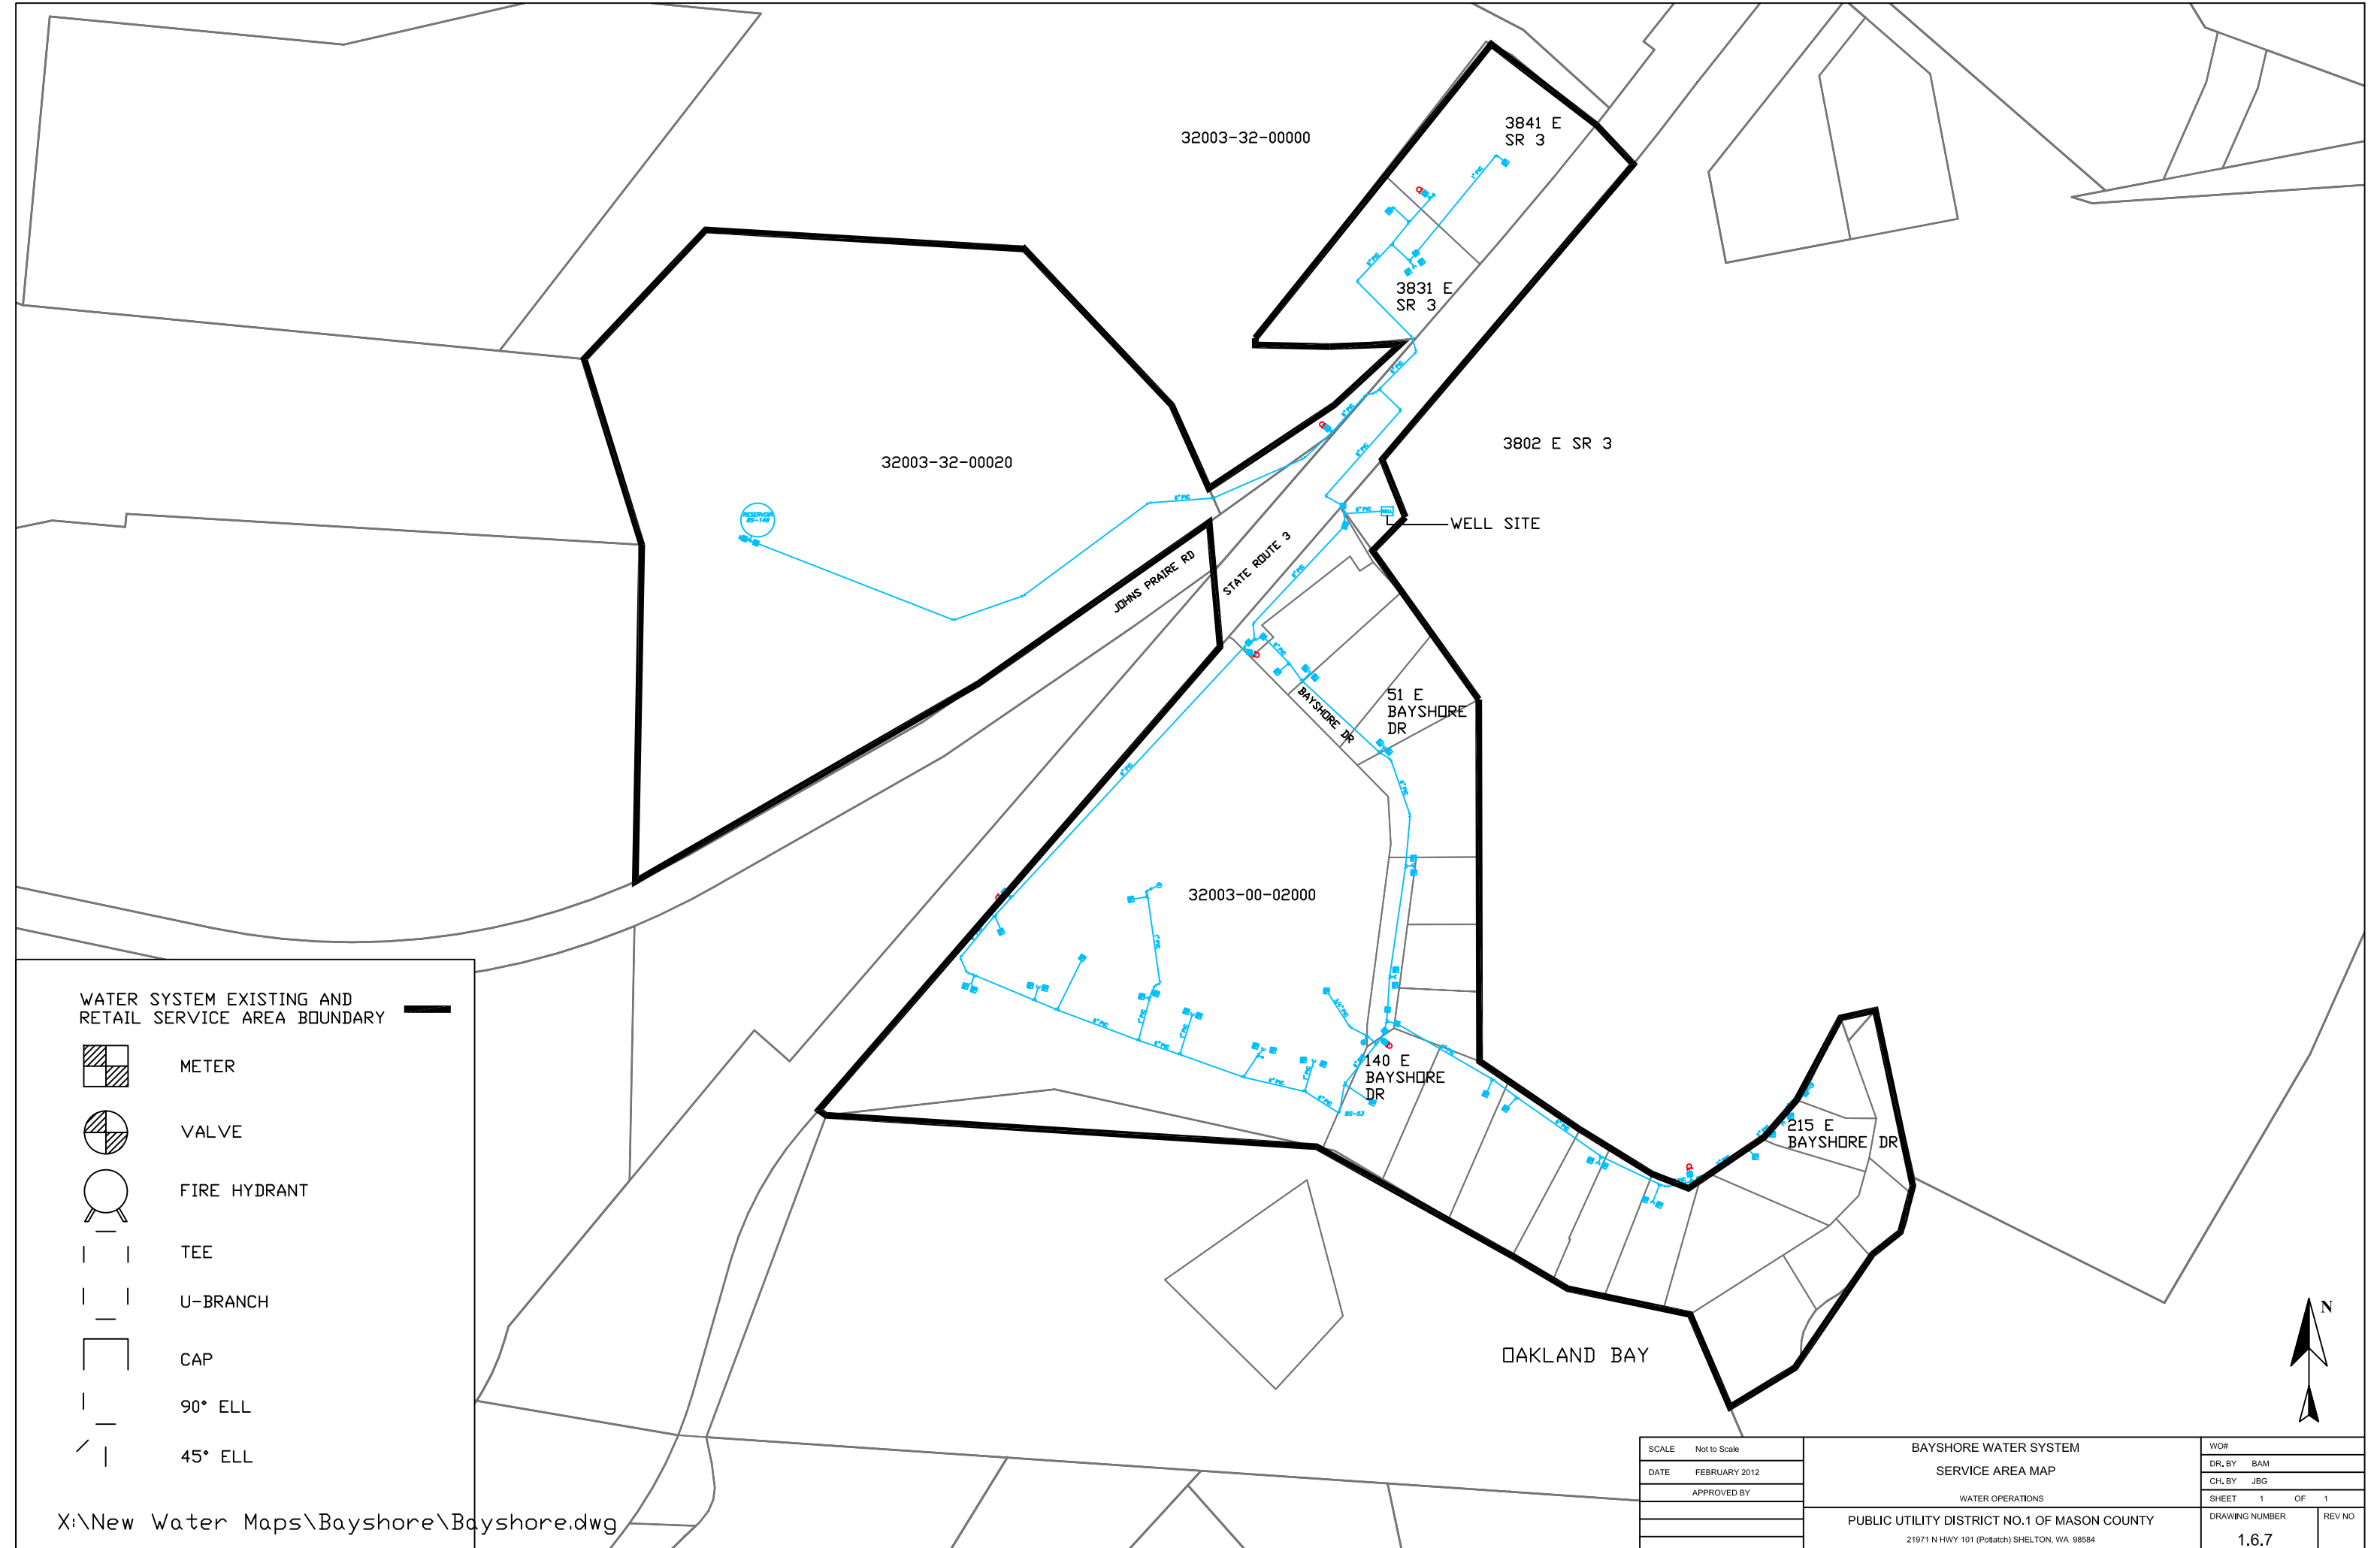 32003-32-00000
3841 E
SR 3
3831 E
SR 3
32003-32-00020
3802 E SR 3
RESERVOIR
BS-148
WELL SITE
JOHNS PRAIRE RD
STATE ROUTE 3
51 E
BAYSHORE
DR
BAYSHORE DR
32003-00-02000
140 E
BAYSHORE
DR
BS-53
215 E
BAYSHORE DR
OAKLAND BAY
N
WATER SYSTEM EXISTING AND
RETAIL SERVICE AREA BOUNDARY
METER
VALVE
FIRE HYDRANT
TEE
U-BRANCH
CAP
90° ELL
45° ELL
X:\New Water Maps\Bayshore\Bayshore.dwg
SCALE Not to Scale
DATE FEBRUARY 2012
APPROVED BY
BAYSHORE WATER SYSTEM
SERVICE AREA MAP
WATER OPERATIONS
PUBLIC UTILITY DISTRICT NO.1 OF MASON COUNTY
21971 N HWY 101 (Potlatch) SHELTON, WA 98584
WO#
DR. BY BAM
CH. BY JBG
SHEET 1 OF 1
DRAWING NUMBER
1.6.7
REV NO